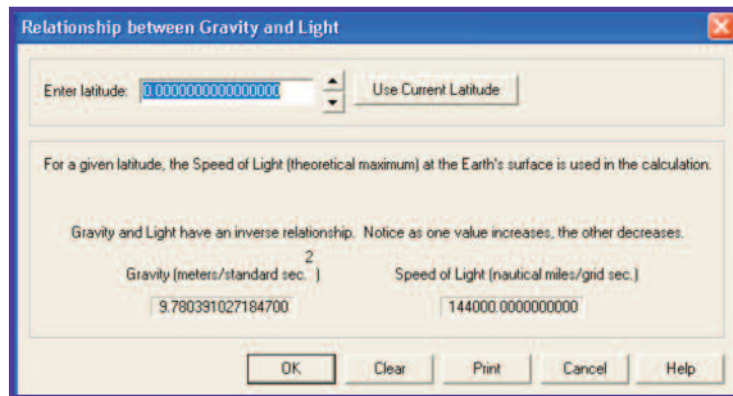 Relationship between Gravity and Light
Enter latitude: 0.0000000000000000 Use Current Latitude
For a given latitude, the Speed of Light (theoretical maximum) at the Earth's surface is used in the calculation.
Gravity and Light have an inverse relationship. Notice as one value increases, the other decreases.
Gravity (meters/standard sec.²) Speed of Light (nautical miles/grid sec.)
9.780391027184700 144000.0000000000
OK Clear Print Cancel Help